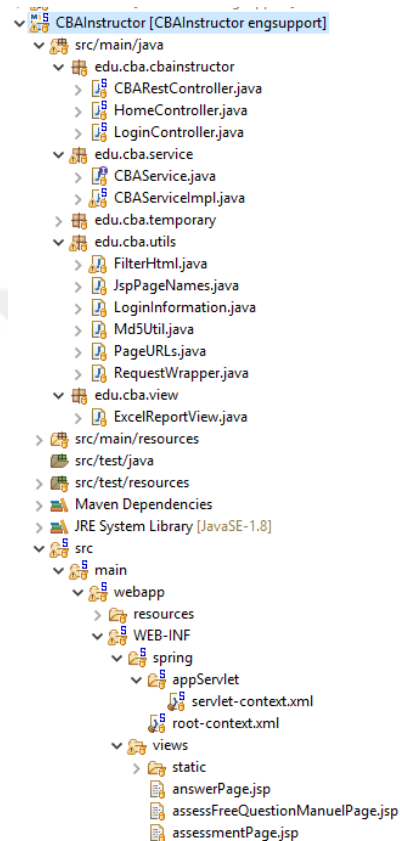 CBAInstructor [CBAInstructor engsupport]
src/main/java
edu.cba.cbainstructor
CBARestController.java
HomeController.java
LoginController.java
edu.cba.service
CBAService.java
CBAServiceImpl.java
edu.cba.temporary
edu.cba.utils
FilterHtml.java
JspPageNames.java
LoginInformation.java
Md5Util.java
PageURLs.java
RequestWrapper.java
edu.cba.view
ExcelReportView.java
src/main/resources
src/test/java
src/test/resources
Maven Dependencies
JRE System Library [JavaSE-1.8]
src
main
webapp
resources
WEB-INF
spring
appServlet
servlet-context.xml
root-context.xml
views
static
answerPage.jsp
assessFreeQuestionManuelPage.jsp
assessmentPage.jsp